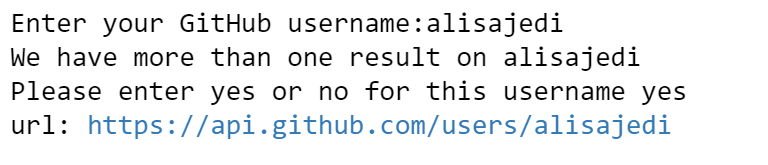 Enter your GitHub username:alisajedi
We have more than one result on alisajedi
Please enter yes or no for this username yes
url: https://api.github.com/users/alisajedi